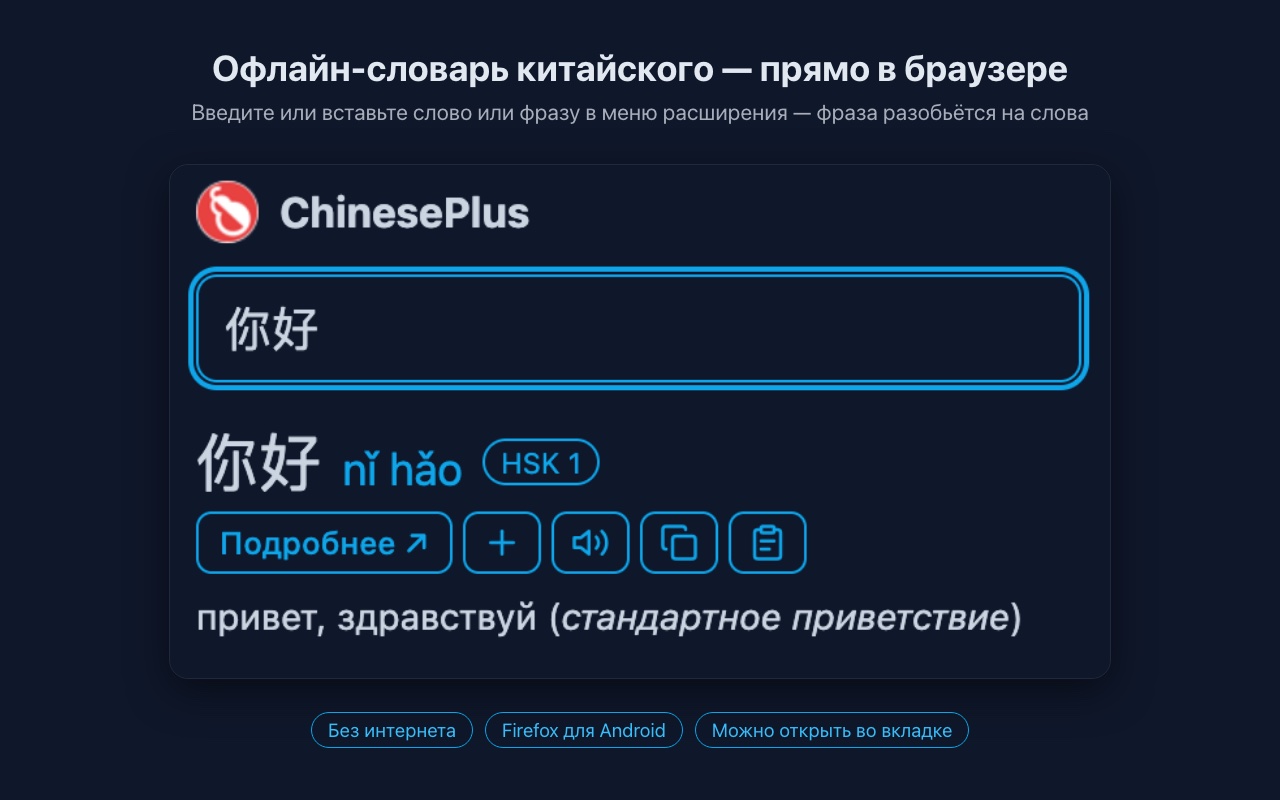 Офлайн-словарь китайского — прямо в браузере
Введите или вставьте слово или фразу в меню расширения — фраза разобьётся на слова
ChinesePlus
你好
你好 nǐ hǎo HSK 1
Подробнее ↗
привет, здравствуй (стандартное приветствие)
Без интернета Firefox для Android Можно открыть во вкладке